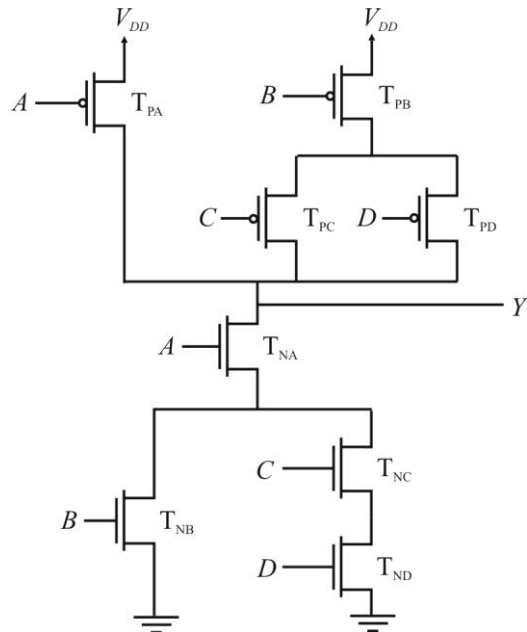 V_DD V_DD
A T_PA B T_PB
C T_PC D T_PD
Y
A T_NA
C T_NC
B T_NB
D T_ND